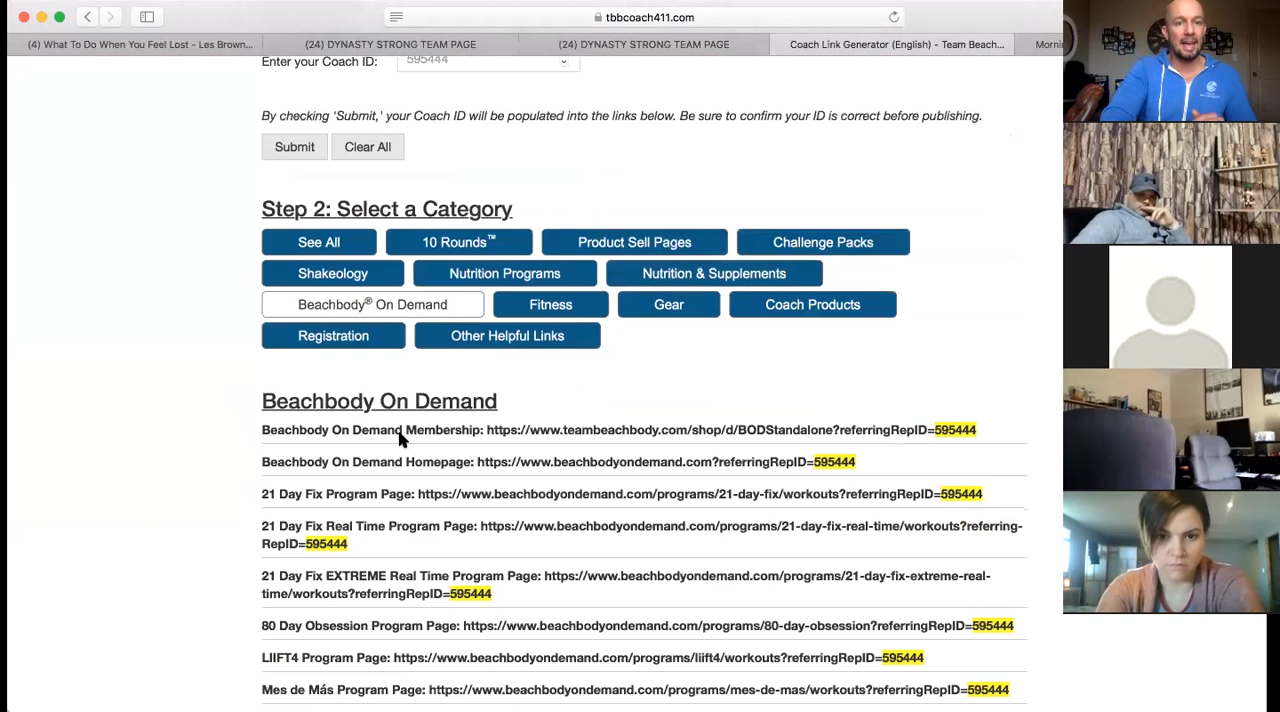 tbbcoach411.com
(4) What To Do When You Feel Lost - Les Brown...
(24) DYNASTY STRONG TEAM PAGE
(24) DYNASTY STRONG TEAM PAGE
Coach Link Generator (English) - Team Beach...
Morni
Enter your Coach ID: 595444
By checking 'Submit,' your Coach ID will be populated into the links below. Be sure to confirm your ID is correct before publishing.
Submit Clear All
Step 2: Select a Category
See All 10 Rounds™ Product Sell Pages Challenge Packs
Shakeology Nutrition Programs Nutrition & Supplements
Beachbody® On Demand Fitness Gear Coach Products
Registration Other Helpful Links
Beachbody On Demand
Beachbody On Demand Membership: https://www.teambeachbody.com/shop/d/BODStandalone?referringRepID=595444
Beachbody On Demand Homepage: https://www.beachbodyondemand.com?referringRepID=595444
21 Day Fix Program Page: https://www.beachbodyondemand.com/programs/21-day-fix/workouts?referringRepID=595444
21 Day Fix Real Time Program Page: https://www.beachbodyondemand.com/programs/21-day-fix-real-time/workouts?referring-
RepID=595444
21 Day Fix EXTREME Real Time Program Page: https://www.beachbodyondemand.com/programs/21-day-fix-extreme-real-
time/workouts?referringRepID=595444
80 Day Obsession Program Page: https://www.beachbodyondemand.com/programs/80-day-obsession?referringRepID=595444
LIIFT4 Program Page: https://www.beachbodyondemand.com/programs/liift4/workouts?referringRepID=595444
Mes de Más Program Page: https://www.beachbodyondemand.com/programs/mes-de-mas/workouts?referringRepID=595444